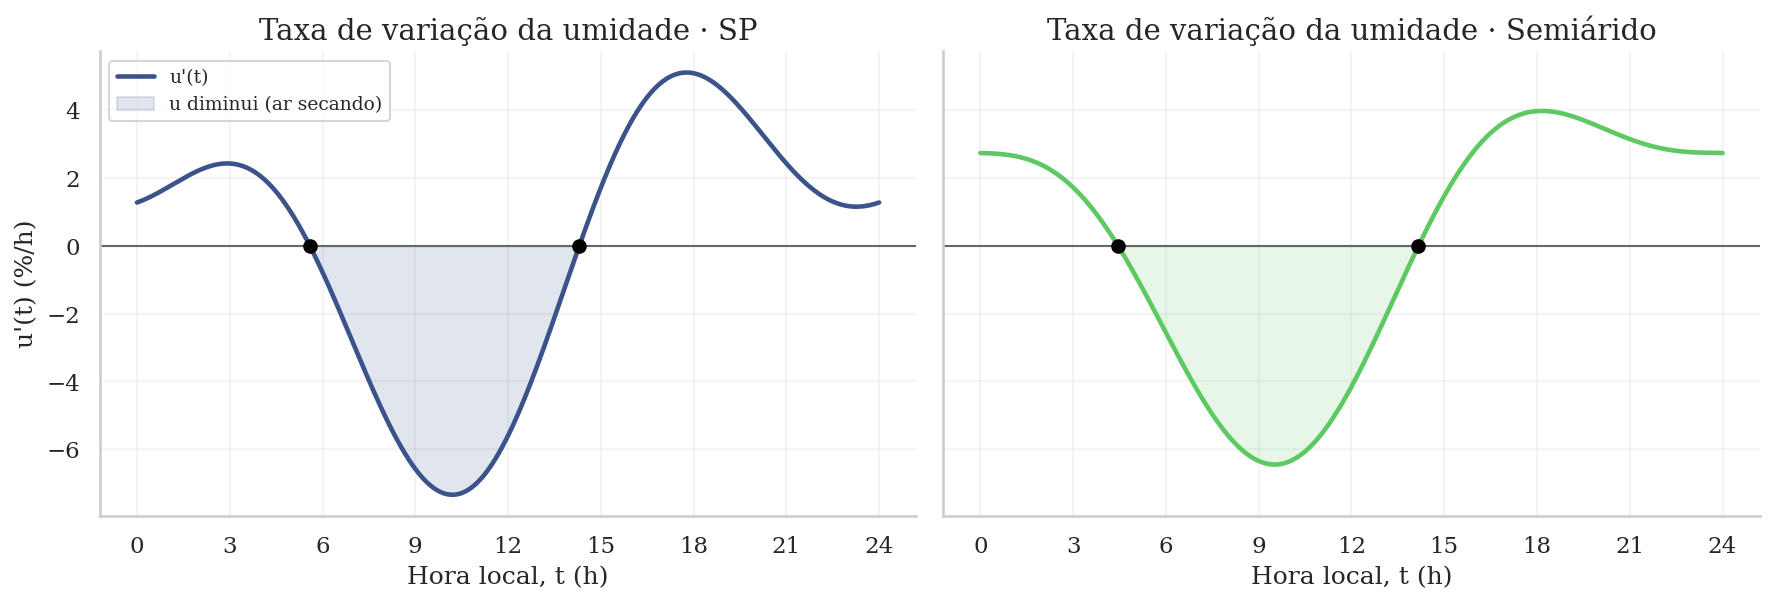 Taxa de variação da umidade · SP
u'(t)
u diminui (ar secando)
u'(t) (%/h)
4
2
0
−2
−4
−6
0 3 6 9 12 15 18 21 24
Hora local, t (h)
Taxa de variação da umidade · Semiárido
0 3 6 9 12 15 18 21 24
Hora local, t (h)